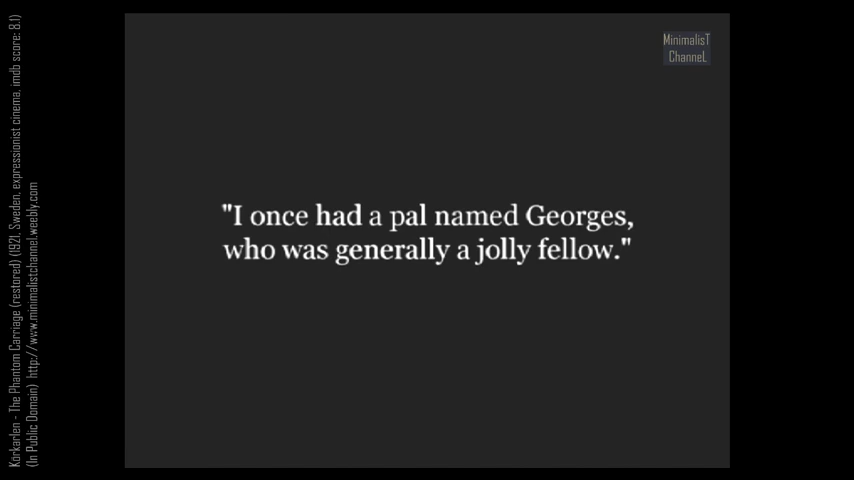 Körkarlen - The Phantom Carriage (restored) (1921, Sweden, expressionist cinema, imdb score: 8.1)
(In Public Domain) http://www.minimalistchannel.weebly.com
MinimalisT
ChanneL
"I once had a pal named Georges,
who was generally a jolly fellow."